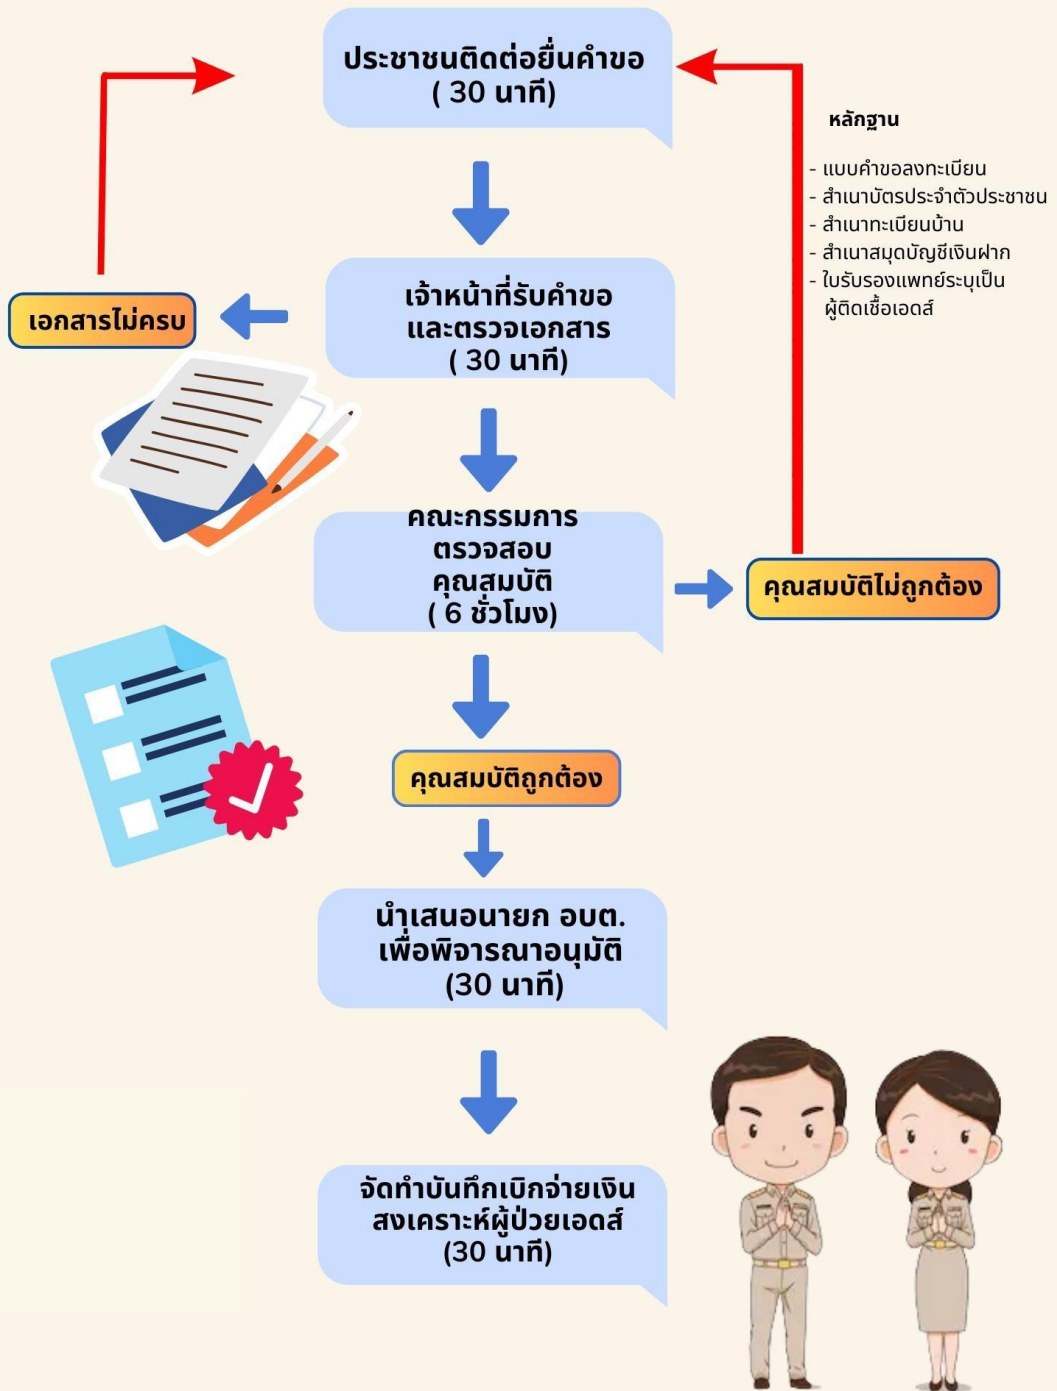 ประชาชนติดต่อยื่นคำขอ
( 30 นาที)
หลักฐาน
- แบบคำขอลงทะเบียน
- สำเนาบัตรประจำตัวประชาชน
- สำเนาทะเบียนบ้าน
- สำเนาสมุดบัญชีเงินฝาก
- ใบรับรองแพทย์ระบุเป็น
ผู้ติดเชื้อเอดส์
เจ้าหน้าที่รับคำขอ
และตรวจเอกสาร
( 30 นาที)
เอกสารไม่ครบ
คณะกรรมการ
ตรวจสอบ
คุณสมบัติ
( 6 ชั่วโมง)
คุณสมบัติไม่ถูกต้อง
คุณสมบัติถูกต้อง
นำเสนอนายก อบต.
เพื่อพิจารณาอนุมัติ
(30 นาที)
จัดทำบันทึกเบิกจ่ายเงิน
สงเคราะห์ผู้ป่วยเอดส์
(30 นาที)